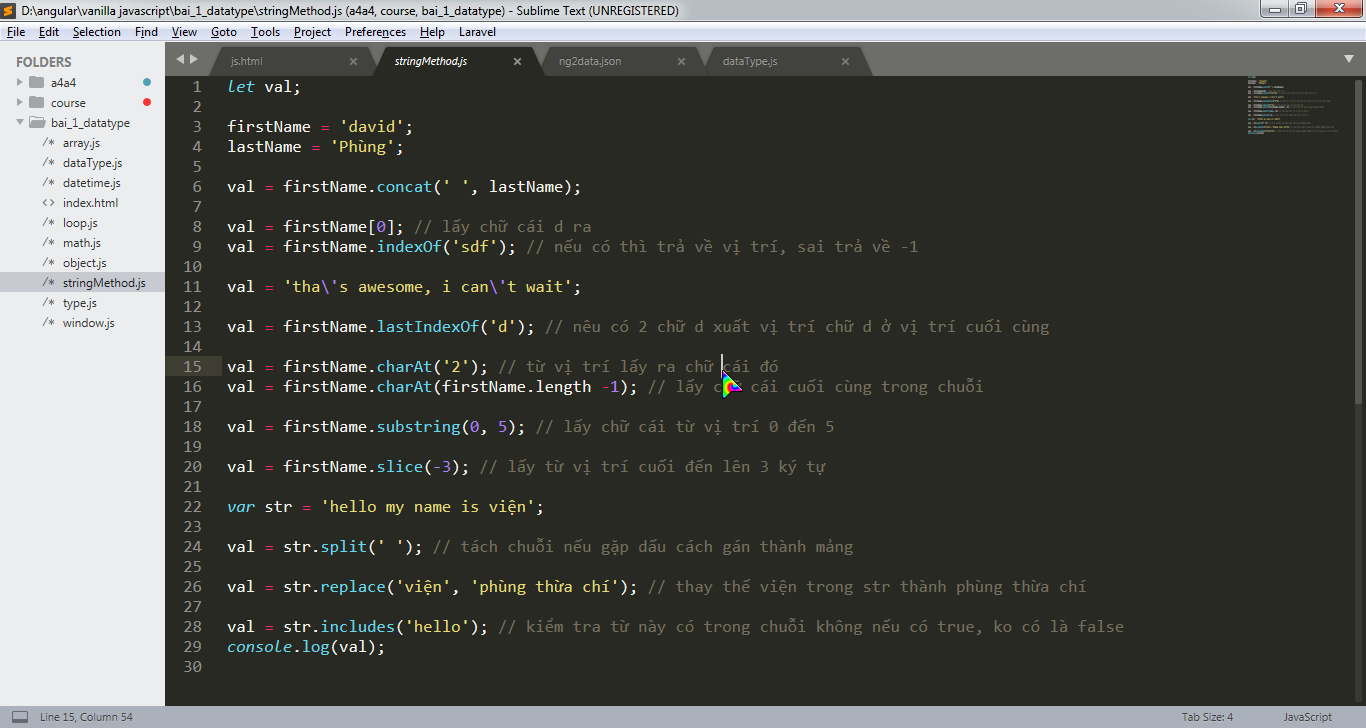 D:\angular\vanilla javascript\bai_1_datatype\stringMethod.js (a4a4, course, bai_1_datatype) - Sublime Text (UNREGISTERED)
File Edit Selection Find View Goto Tools Project Preferences Help Laravel
FOLDERS
a4a4
course
bai_1_datatype
/* array.js
/* dataType.js
/* datetime.js
<> index.html
/* loop.js
/* math.js
/* object.js
/* stringMethod.js
/* type.js
/* window.js
js.html stringMethod.js ng2data.json dataType.js
1 let val;
2
3 firstName = 'david';
4 lastName = 'Phùng';
5
6 val = firstName.concat(' ', lastName);
7
8 val = firstName[0]; // lấy chữ cái d ra
9 val = firstName.indexOf('sdf'); // nếu có thì trả về vị trí, sai trả về -1
10
11 val = 'tha\'s awesome, i can\'t wait';
12
13 val = firstName.lastIndexOf('d'); // nêu có 2 chữ d xuất vị trí chữ d ở vị trí cuối cùng
14
15 val = firstName.charAt('2'); // từ vị trí lấy ra chữ cái đó
16 val = firstName.charAt(firstName.length -1); // lấy cái cuối cùng trong chuỗi
17
18 val = firstName.substring(0, 5); // lấy chữ cái từ vị trí 0 đến 5
19
20 val = firstName.slice(-3); // lấy từ vị trí cuối đến lên 3 ký tự
21
22 var str = 'hello my name is viện';
23
24 val = str.split(' '); // tách chuỗi nếu gặp dấu cách gán thành mảng
25
26 val = str.replace('viện', 'phùng thừa chí'); // thay thế viện trong str thành phùng thừa chí
27
28 val = str.includes('hello'); // kiểm tra từ này có trong chuỗi không nếu có true, ko có là false
29 console.log(val);
30
Line 15, Column 54 Tab Size: 4 JavaScript